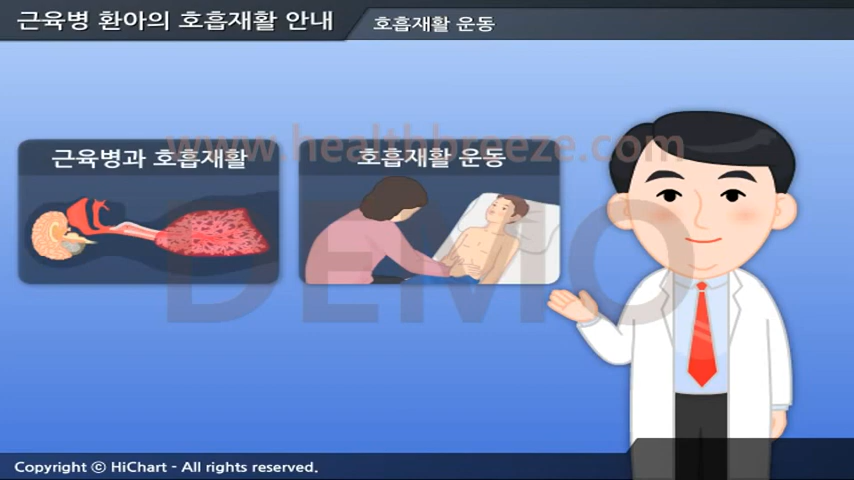 근육병 환아의 호흡재활 안내
호흡재활 운동
www.healthbreeze.com
근육병과 호흡재활
호흡재활 운동
DEMO
Copyright ⓒ HiChart - All rights reserved.